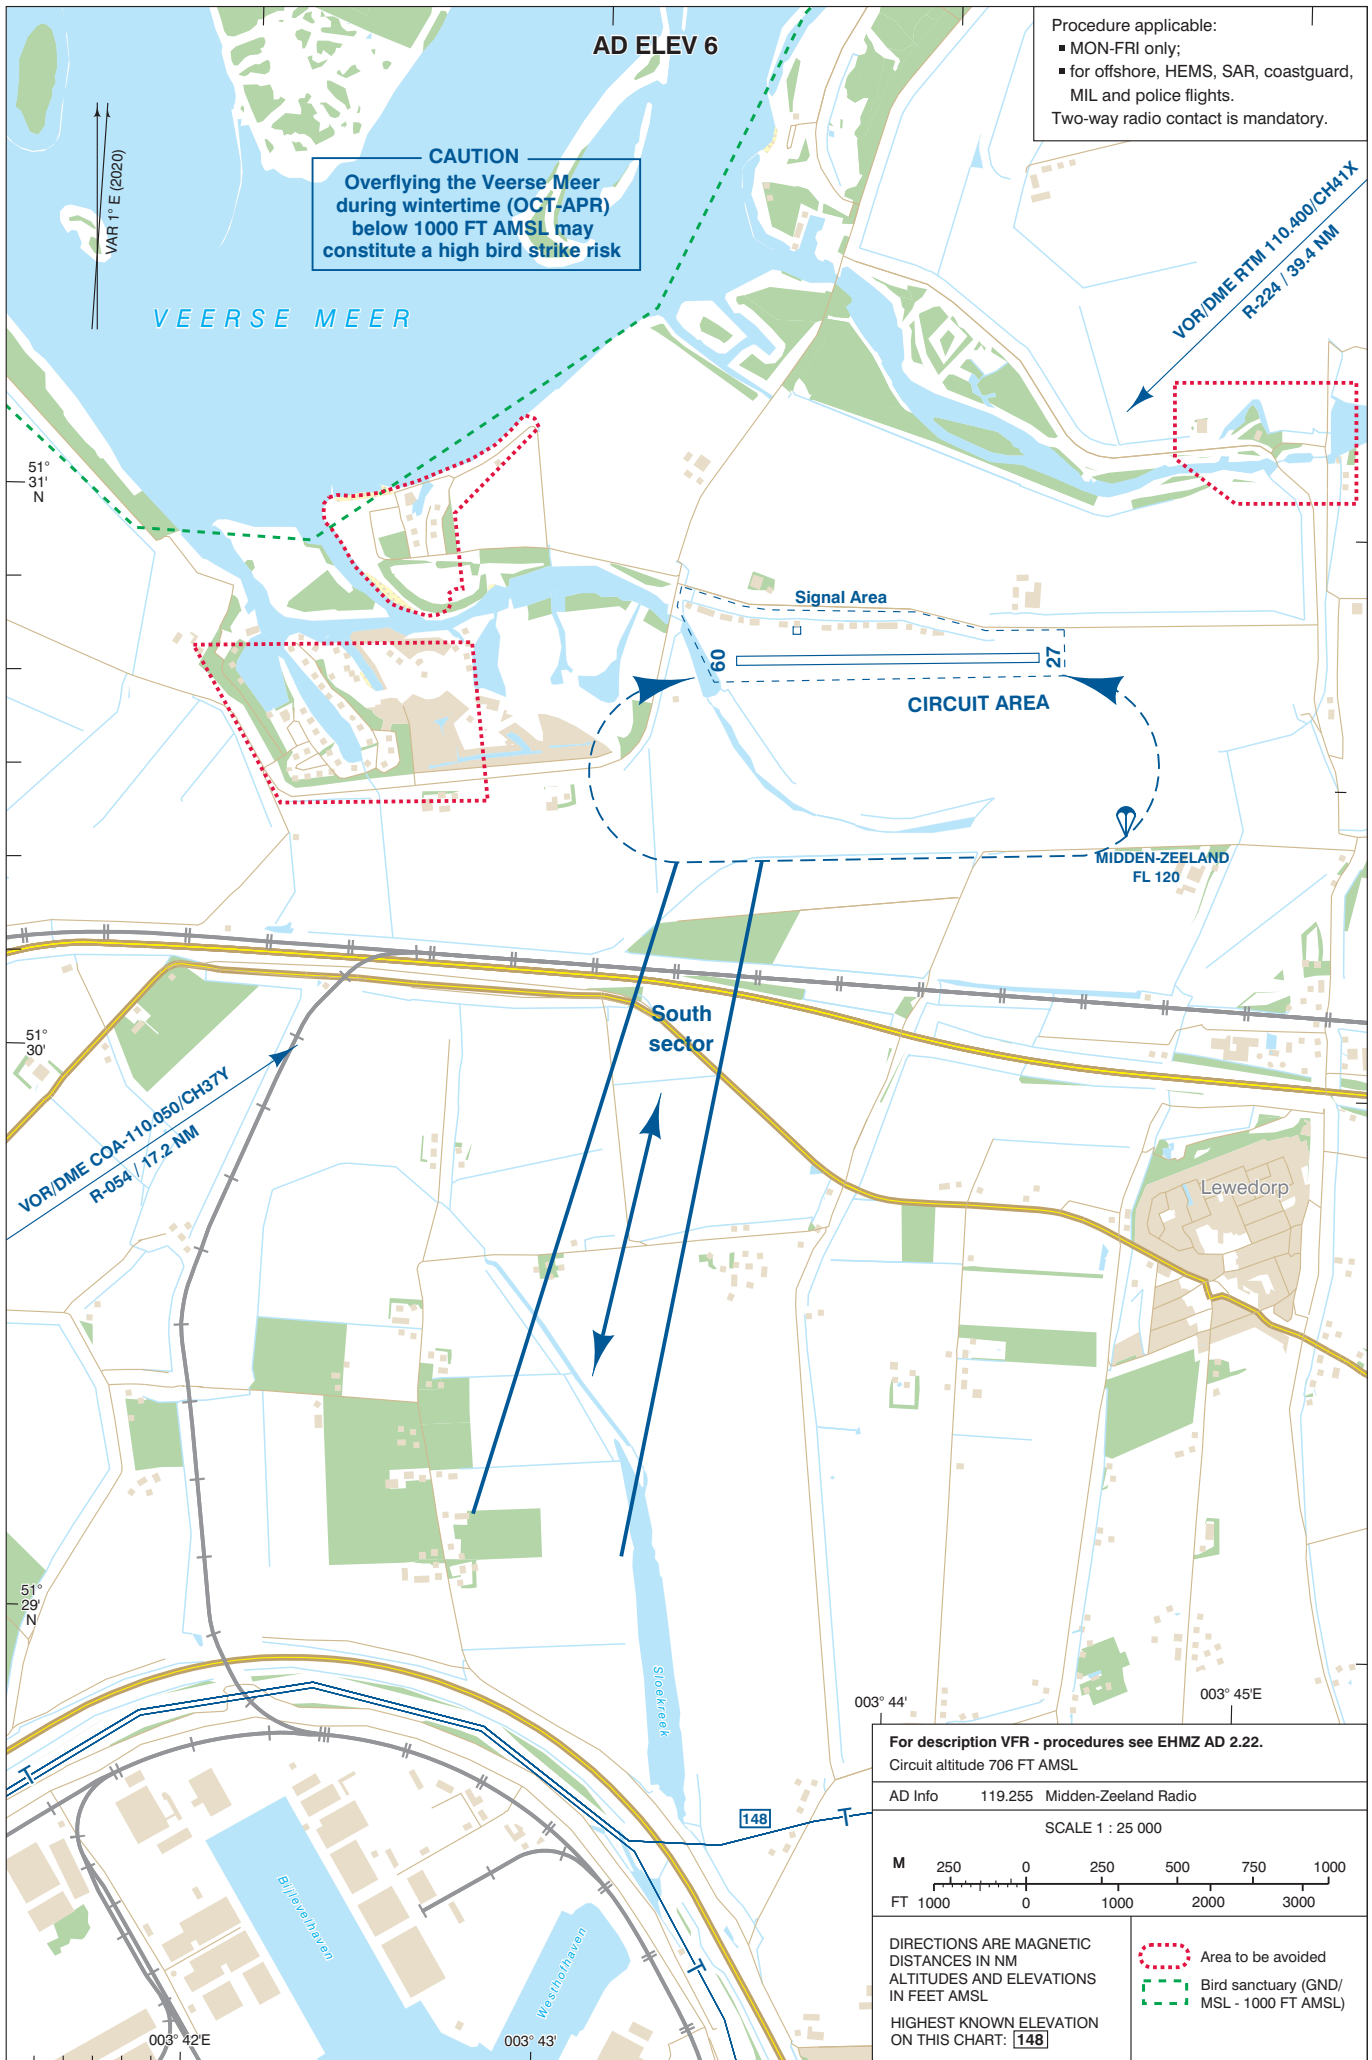 AD ELEV 6
Procedure applicable:
▪ MON-FRI only;
▪ for offshore, HEMS, SAR, coastguard,
MIL and police flights.
Two-way radio contact is mandatory.
VAR 1° E (2020)
CAUTION
Overflying the Veerse Meer
during wintertime (OCT-APR)
below 1000 FT AMSL may
constitute a high bird strike risk
VEERSE MEER
VOR/DME RTM 110.400/CH41X
R-224 / 39.4 NM
51°
31'
N
Signal Area
09
27
CIRCUIT AREA
MIDDEN-ZEELAND
FL 120
South
sector
51°
30'
VOR/DME COA-110.050/CH37Y
R-054 / 17.2 NM
Lewedorp
51°
29'
N
Sloekreek
003° 44'
003° 45'E
For description VFR - procedures see EHMZ AD 2.22.
Circuit altitude 706 FT AMSL
AD Info 119.255 Midden-Zeeland Radio
148
SCALE 1 : 25 000
M 250 0 250 500 750 1000
FT 1000 0 1000 2000 3000
Bijlevelhaven
Westhofhaven
DIRECTIONS ARE MAGNETIC
DISTANCES IN NM
ALTITUDES AND ELEVATIONS
IN FEET AMSL
HIGHEST KNOWN ELEVATION
ON THIS CHART: 148
Area to be avoided
Bird sanctuary (GND/
MSL - 1000 FT AMSL)
003° 42'E
003° 43'